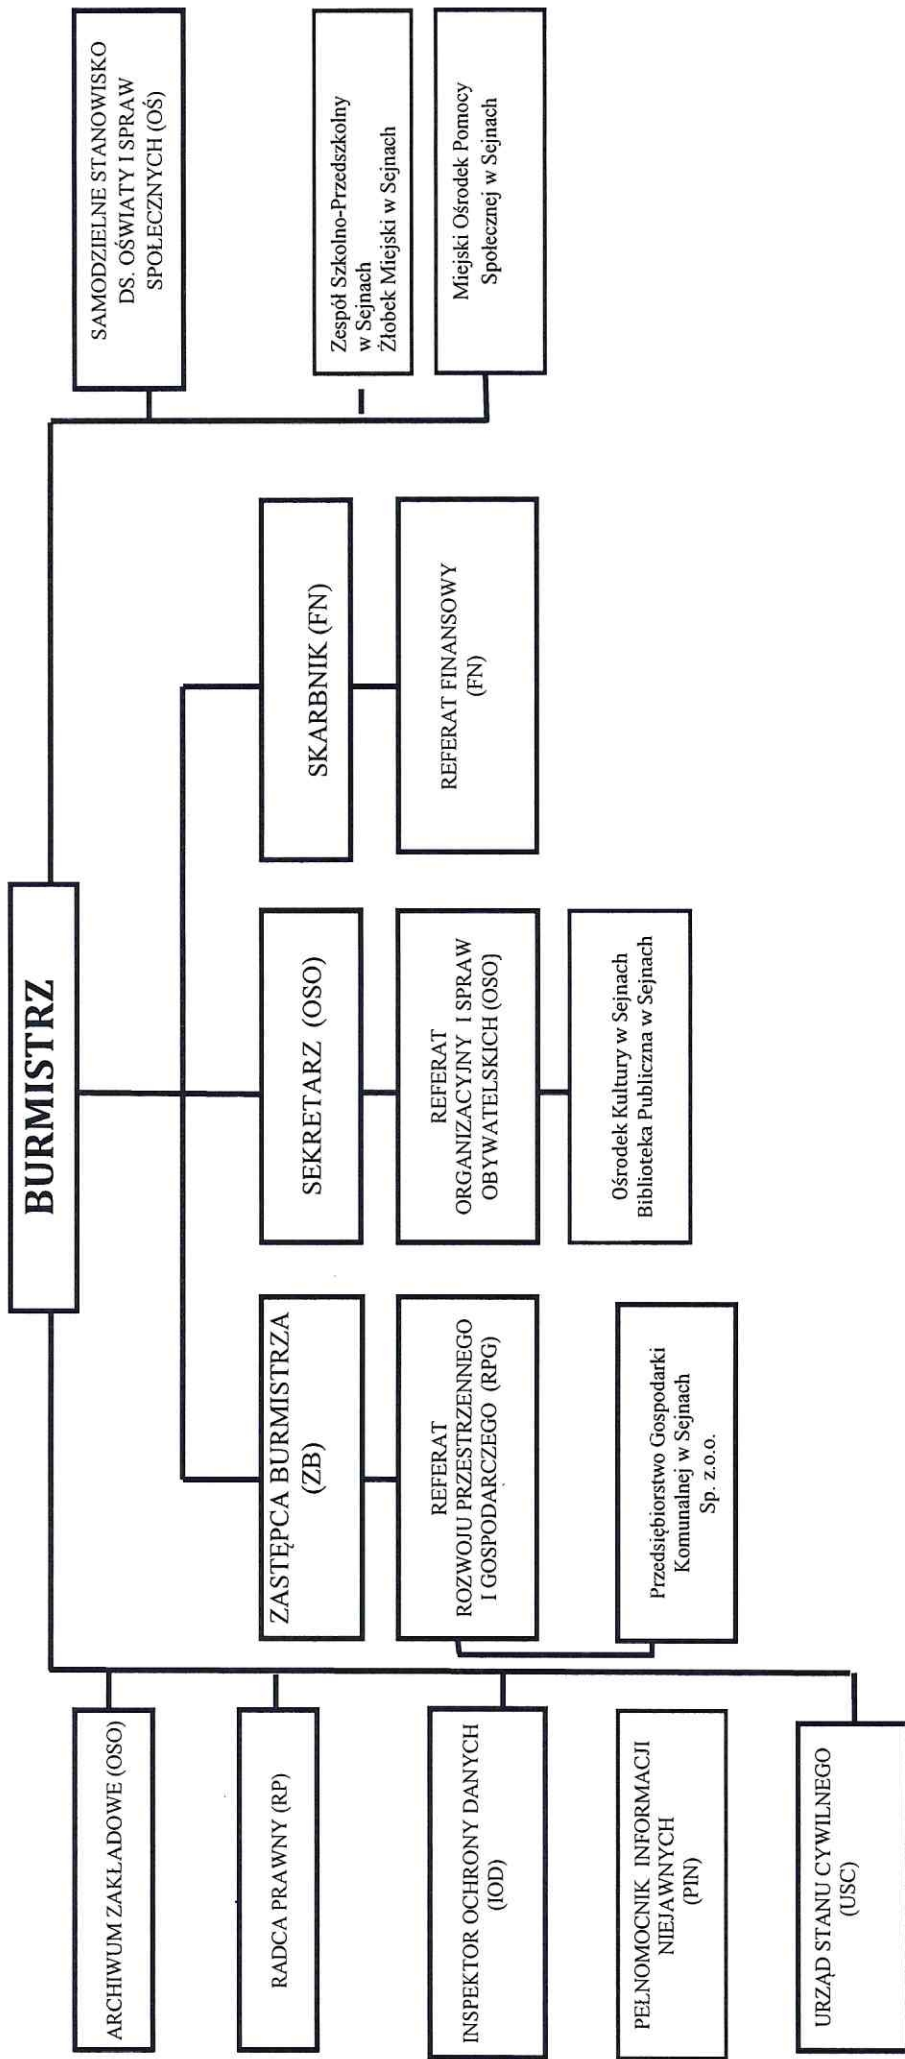 BURMISTRZ
ARCHIWUM ZAKŁADOWE (OSO)
RADCA PRAWNY (RP)
INSPEKTOR OCHRONY DANYCH
(IOD)
PEŁNOMOCNIK INFORMACJI
NIEJAWNYCH
(PIN)
URZĄD STANU CYWILNEGO
(USC)
ZASTĘPCA BURMISTRZA
(ZB)
REFERAT
ROZWOJU PRZESTRZENNEGO
I GOSPODARCZEGO (RPG)
Przedsiębiorstwo Gospodarki
Komunalnej w Sejnach
Sp. z.o.o.
SEKRETARZ (OSO)
REFERAT
ORGANIZACYJNY I SPRAW
OBYWATELSKICH (OSO)
Ośrodek Kultury w Sejnach
Biblioteka Publiczna w Sejnach
SKARBNIK (FN)
REFERAT FINANSOWY
(FN)
SAMODZIELNE STANOWISKO
DS. OŚWIATY I SPRAW
SPOŁECZNYCH (OŚ)
Zespół Szkolno-Przedszkolny
w Sejnach
Żłobek Miejski w Sejnach
Miejski Ośrodek Pomocy
Społecznej w Sejnach